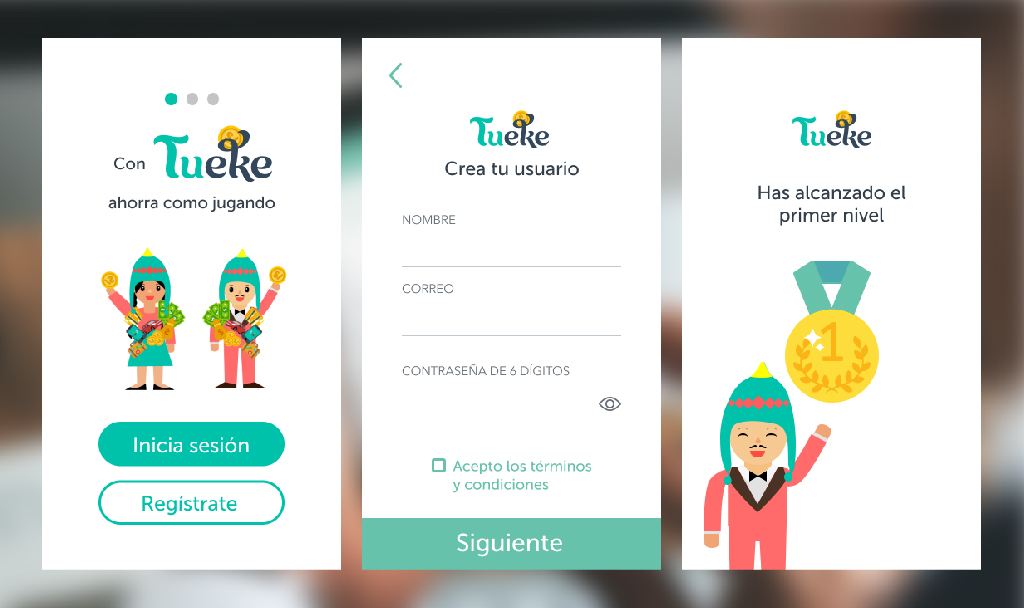 Con Tueke
ahorra como jugando
Inicia sesión
Regístrate
Tueke
Crea tu usuario
NOMBRE
CORREO
CONTRASEÑA DE 6 DÍGITOS
Acepto los términos
y condiciones
Siguiente
Tueke
Has alcanzado el
primer nivel
1